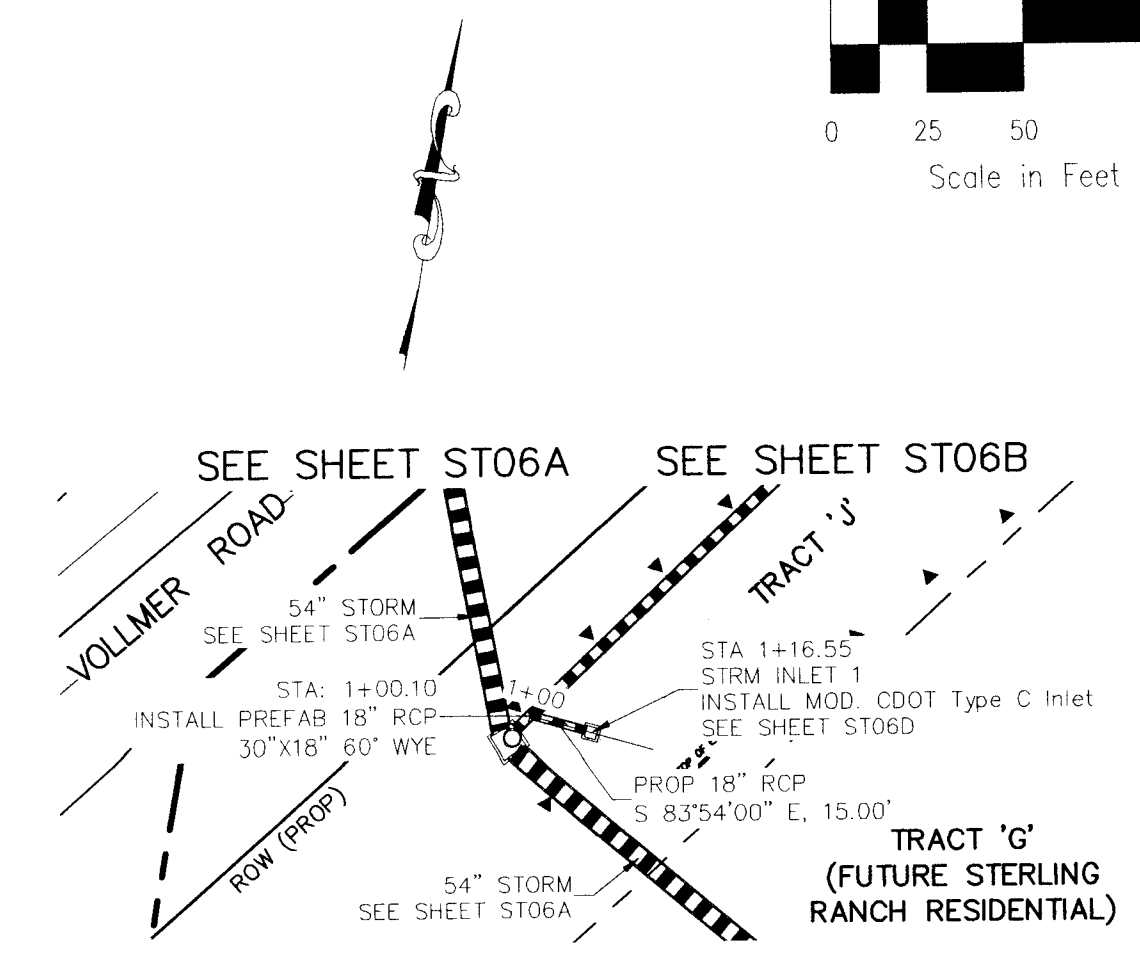 0 25 50
Scale in Feet
SEE SHEET ST06A
SEE SHEET ST06B
VOLLMER ROAD
TRACT 'J'
54" STORM
SEE SHEET ST06A
STA: 1+00.10
INSTALL PREFAB 18" RCP
30"X18" 60° WYE
1+00
STA 1+16.55
STRM INLET 1
INSTALL MOD. CDOT Type C Inlet
SEE SHEET ST06D
PROP 18" RCP
S 83°54'00" E, 15.00'
ROW (PROP)
54" STORM
SEE SHEET ST06A
TRACT 'G'
(FUTURE STERLING
RANCH RESIDENTIAL)